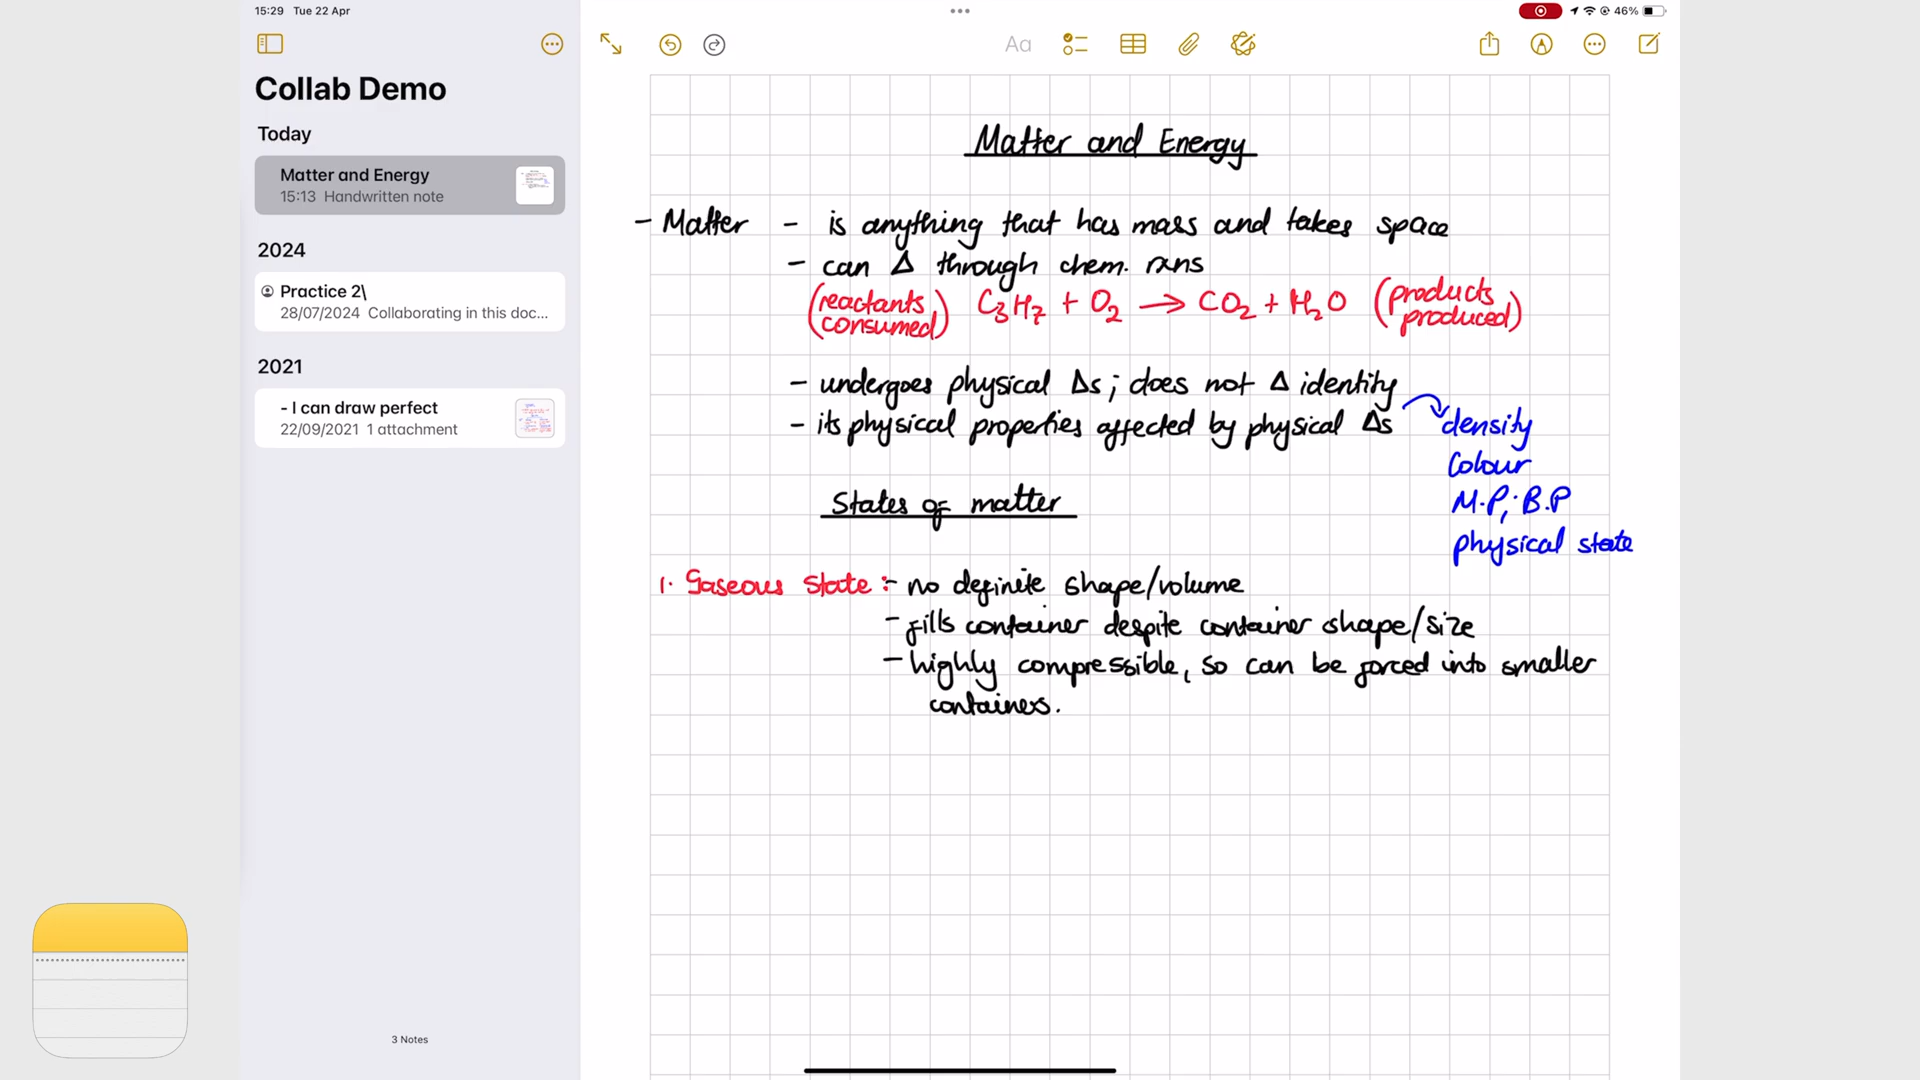 15:29 Tue 22 Apr
46%
Collab Demo
Today
Matter and Energy
15:13 Handwritten note
2024
Practice 2\
28/07/2024 Collaborating in this doc...
2021
- I can draw perfect
22/09/2021 1 attachment
3 Notes
Aa
Matter and Energy
- Matter - is anything that has mass and takes space
- can Δ through chem. rxns
(reactants, consumed) C₃H₇ + O₂ → CO₂ + H₂O (products produced)
- undergoes physical Δs; does not Δ identity
- its physical properties affected by physical Δs
density
Colour
M.P; B.P
physical state
States of matter
1. Gaseous State :- no definite shape/volume
- fills container despite container shape/size
- highly compressible, so can be forced into smaller
containers.